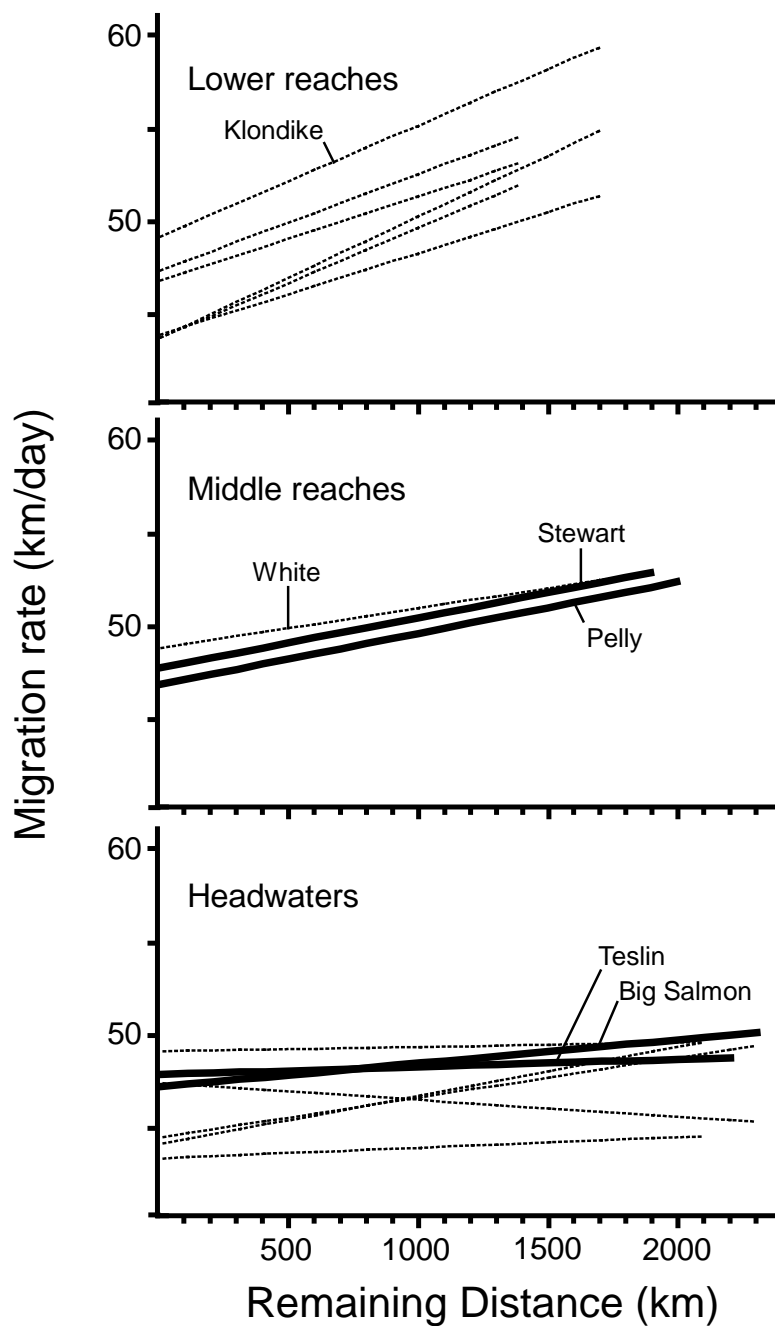 60
Lower reaches
Klondike
50
Migration rate (km/day)
60
Middle reaches
Stewart
White
50
Pelly
60
Headwaters
Teslin
Big Salmon
50
500 1000 1500 2000
Remaining Distance (km)